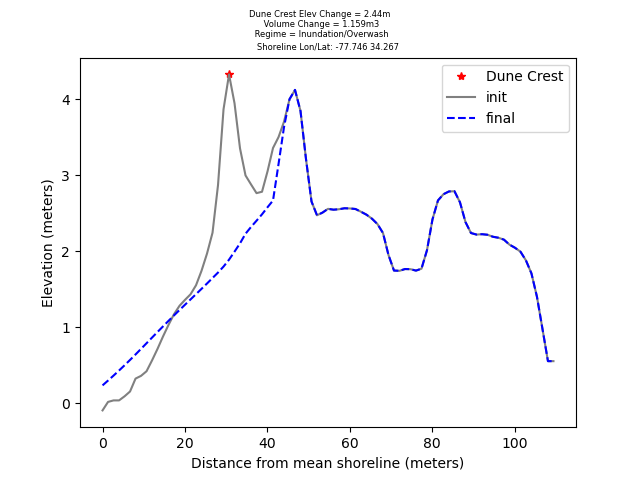 Dune Crest Elev Change = 2.44m
Volume Change = 1.159m3
Regime = Inundation/Overwash
Shoreline Lon/Lat: -77.746 34.267
Dune Crest
init
final
4
3
2
1
0
Elevation (meters)
0 20 40 60 80 100
Distance from mean shoreline (meters)